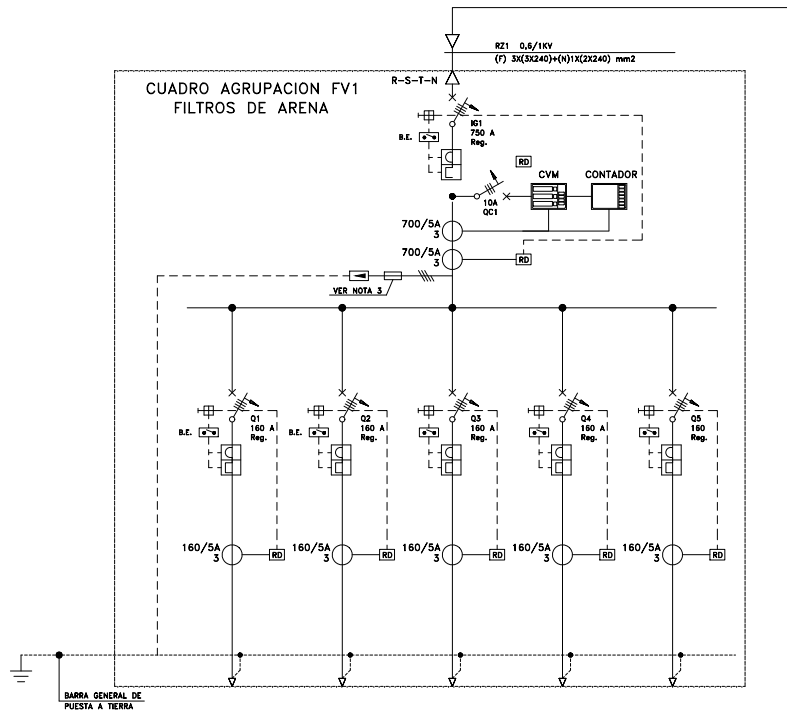 RZ1 0,6/1KV
(F) 3X(3X240)+(N)1X(2X240) mm2
R-S-T-N
CUADRO AGRUPACION FV1
FILTROS DE ARENA
IG1
750 A
Reg.
B.E.
RD
CVM
CONTADOR
10A
QC1
700/5A
3
700/5A
3
RD
VER NOTA 3
Q1
160 A
Reg.
B.E.
Q2
160 A
Reg.
B.E.
Q3
160 A
Reg.
Q4
160 A
Reg.
Q5
160
Reg.
160/5A
3
RD
160/5A
3
RD
160/5A
3
RD
160/5A
3
RD
160/5A
3
RD
BARRA GENERAL DE
PUESTA A TIERRA